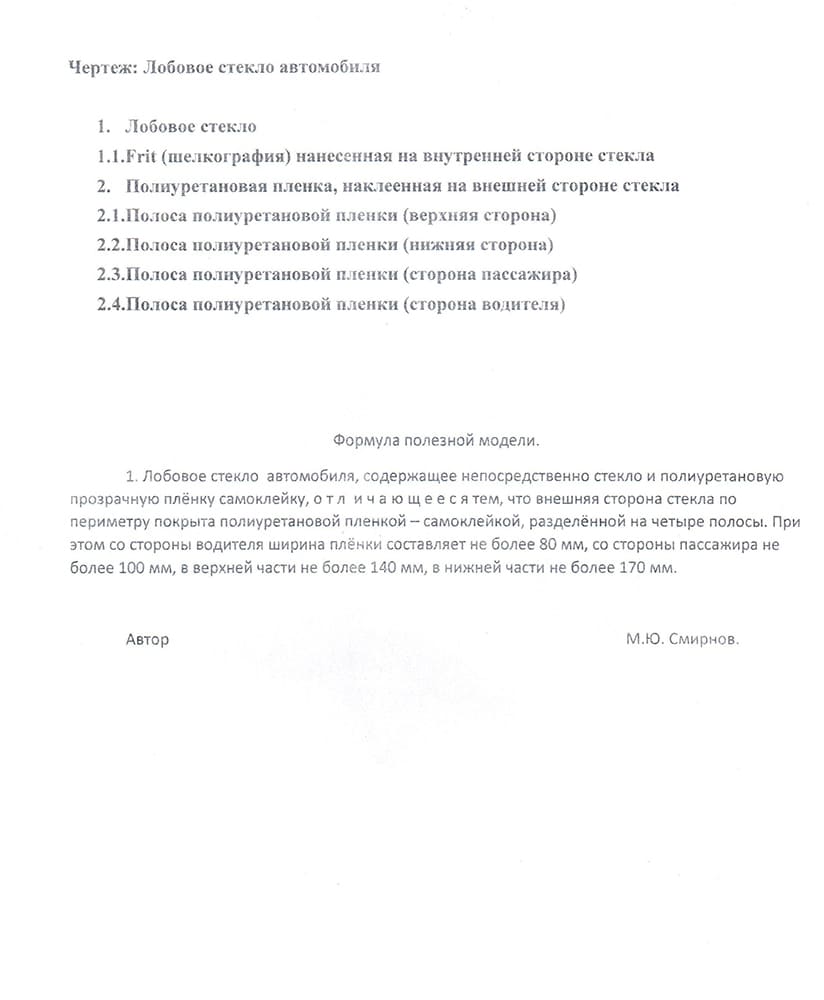 Чертеж: Лобовое стекло автомобиля
1. Лобовое стекло
1.1.Frit (шелкография) нанесенная на внутренней стороне стекла
2. Полиуретановая пленка, наклеенная на внешней стороне стекла
2.1.Полоса полиуретановой пленки (верхняя сторона)
2.2.Полоса полиуретановой пленки (нижняя сторона)
2.3.Полоса полиуретановой пленки (сторона пассажира)
2.4.Полоса полиуретановой пленки (сторона водителя)
Формула полезной модели.
1. Лобовое стекло автомобиля, содержащее непосредственно стекло и полиуретановую
прозрачную плёнку самоклейку, о т л и ч а ю щ е е с я тем, что внешняя сторона стекла по
периметру покрыта полиуретановой пленкой – самоклейкой, разделённой на четыре полосы. При
этом со стороны водителя ширина плёнки составляет не более 80 мм, со стороны пассажира не
более 100 мм, в верхней части не более 140 мм, в нижней части не более 170 мм.
Автор М.Ю. Смирнов.